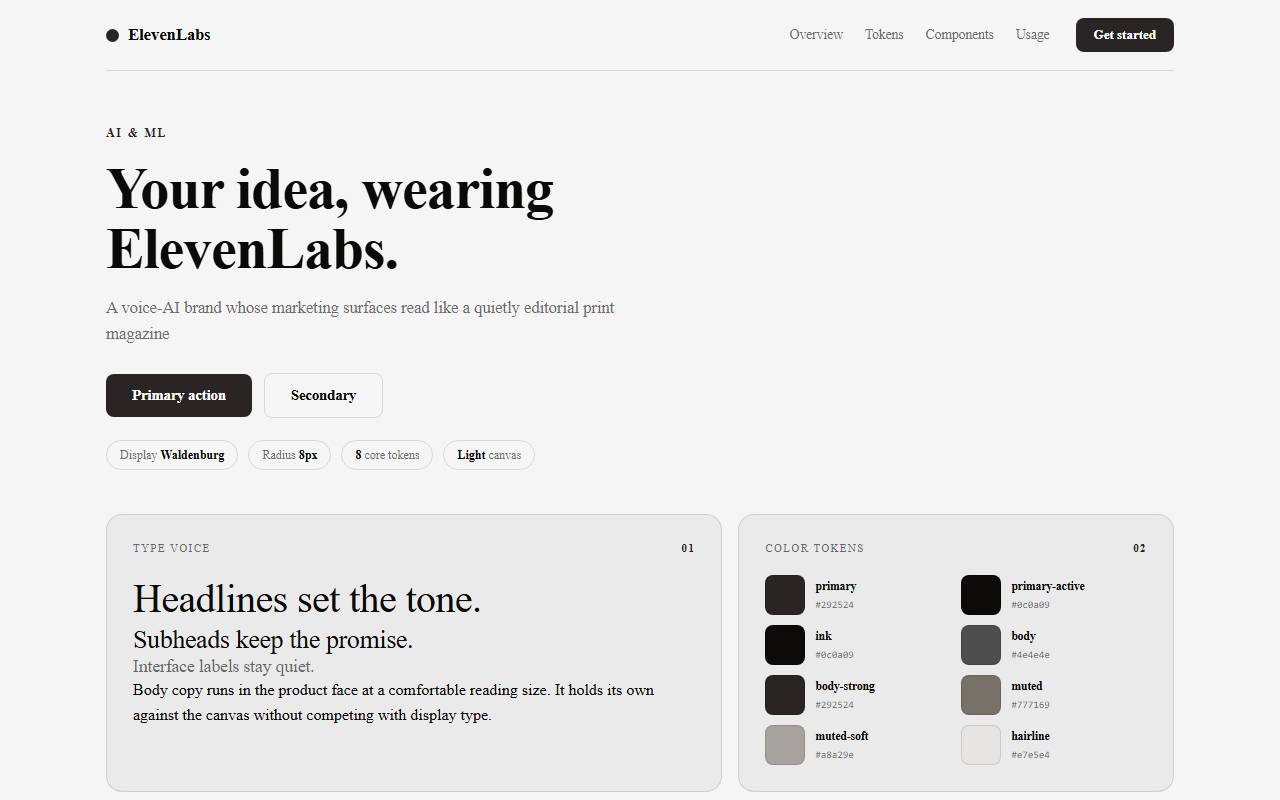 ElevenLabs
Overview
Tokens
Components
Usage
Get started
AI & ML
Your idea, wearing
ElevenLabs.
A voice-AI brand whose marketing surfaces read like a quietly editorial print
magazine
Primary action
Secondary
Display Waldenburg
Radius 8px
8 core tokens
Light canvas
TYPE VOICE
01
Headlines set the tone.
Subheads keep the promise.
Interface labels stay quiet.
Body copy runs in the product face at a comfortable reading size. It holds its own
against the canvas without competing with display type.
COLOR TOKENS
02
primary
#292524
primary-active
#0c0a09
ink
#0c0a09
body
#4e4e4e
body-strong
#292524
muted
#777169
muted-soft
#a8a29e
hairline
#e7e5e4